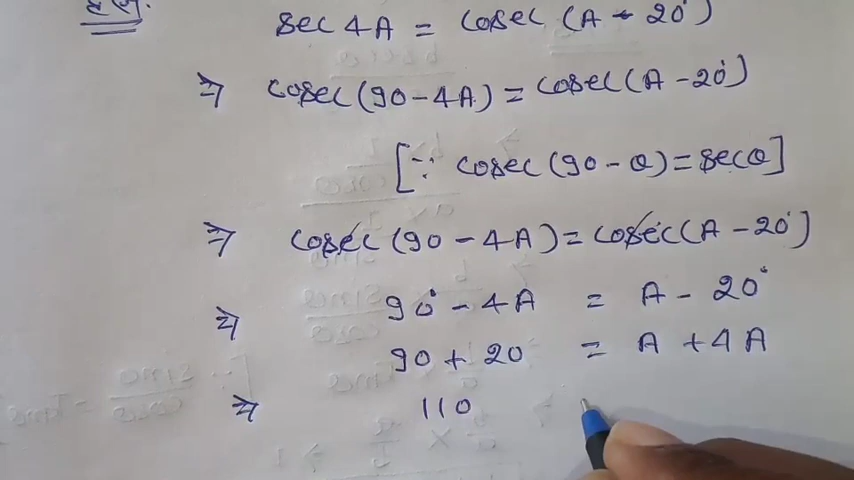 हल.
sec 4A = cosec (A - 20°)
⇒ cosec (90 - 4A) = cosec (A - 20°)
[∵ cosec (90 - θ) = sec θ]
⇒ cosec (90 - 4A) = cosec (A - 20°)
⇒ 90° - 4A = A - 20°
90 + 20 = A + 4A
⇒ 110